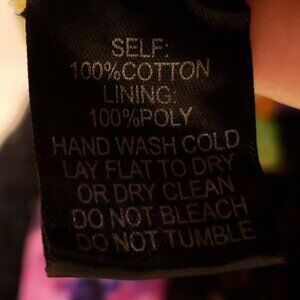 SELF:
100%COTTON
LINING:
100%POLY
HAND WASH COLD
LAY FLAT TO DRY
OR DRY CLEAN
DO NOT BLEACH
DO NOT TUMBLE